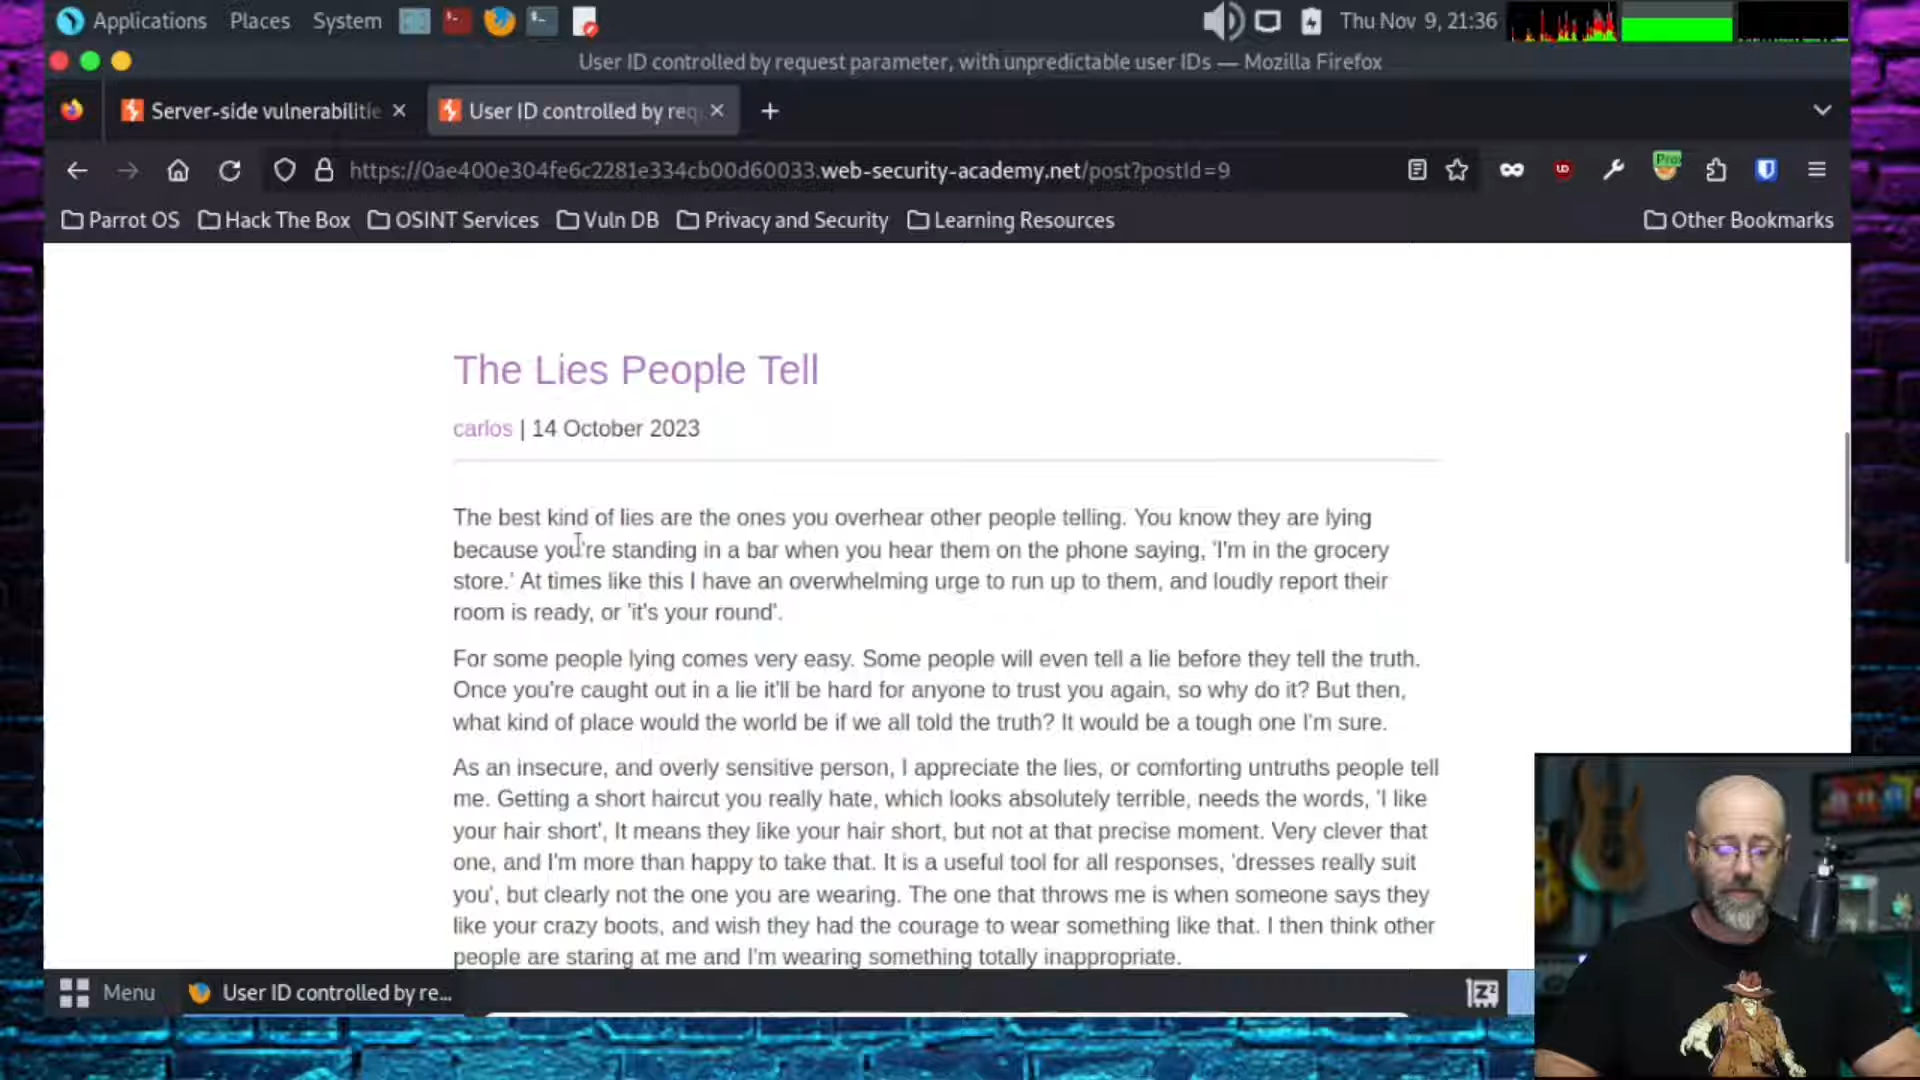 Applications Places System Thu Nov 9, 21:36
User ID controlled by request parameter, with unpredictable user IDs — Mozilla Firefox
Server-side vulnerabilitie User ID controlled by req
https://0ae400e304fe6c2281e334cb00d60033.web-security-academy.net/post?postId=9
Parrot OS Hack The Box OSINT Services Vuln DB Privacy and Security Learning Resources Other Bookmarks
The Lies People Tell
carlos | 14 October 2023
The best kind of lies are the ones you overhear other people telling. You know they are lying
because you're standing in a bar when you hear them on the phone saying, 'I'm in the grocery
store.' At times like this I have an overwhelming urge to run up to them, and loudly report their
room is ready, or 'it's your round'.
For some people lying comes very easy. Some people will even tell a lie before they tell the truth.
Once you're caught out in a lie it'll be hard for anyone to trust you again, so why do it? But then,
what kind of place would the world be if we all told the truth? It would be a tough one I'm sure.
As an insecure, and overly sensitive person, I appreciate the lies, or comforting untruths people tell
me. Getting a short haircut you really hate, which looks absolutely terrible, needs the words, 'I like
your hair short', It means they like your hair short, but not at that precise moment. Very clever that
one, and I'm more than happy to take that. It is a useful tool for all responses, 'dresses really suit
you', but clearly not the one you are wearing. The one that throws me is when someone says they
like your crazy boots, and wish they had the courage to wear something like that. I then think other
people are staring at me and I'm wearing something totally inappropriate.
Menu User ID controlled by re...